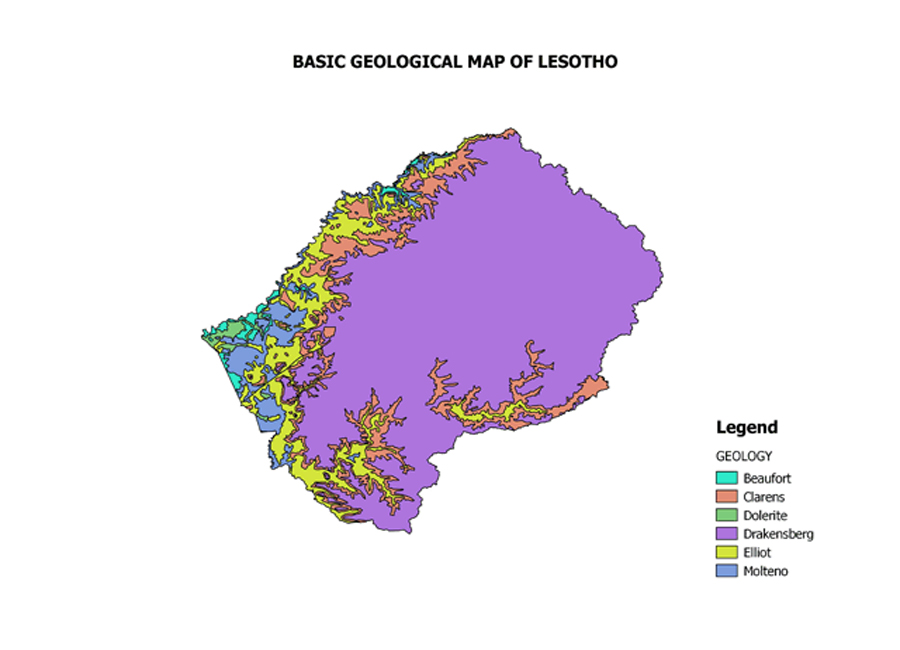 BASIC GEOLOGICAL MAP OF LESOTHO
Legend
GEOLOGY
Beaufort
Clarens
Dolerite
Drakensberg
Elliot
Molteno